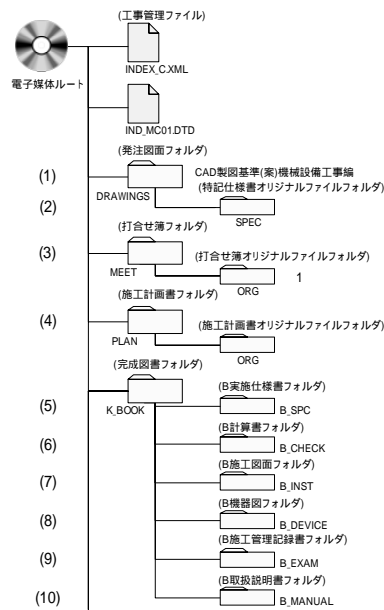 (工事管理ファイル)
電子媒体ルート
INDEX_C.XML
IND_MC01.DTD
(発注図面フォルダ)
(1)
DRAWINGS
CAD製図基準(案)機械設備工事編
(特記仕様書オリジナルファイルフォルダ)
(2)
SPEC
(打合せ簿フォルダ)
(3)
MEET
(打合せ簿オリジナルファイルフォルダ)
ORG
1
(施工計画書フォルダ)
(4)
PLAN
(施工計画書オリジナルファイルフォルダ)
ORG
(完成図書フォルダ)
K_BOOK
(B実施仕様書フォルダ)
(5)
B_SPC
(B計算書フォルダ)
(6)
B_CHECK
(B施工図面フォルダ)
(7)
B_INST
(B機器図フォルダ)
(8)
B_DEVICE
(B施工管理記録書フォルダ)
(9)
B_EXAM
(B取扱説明書フォルダ)
(10)
B_MANUAL